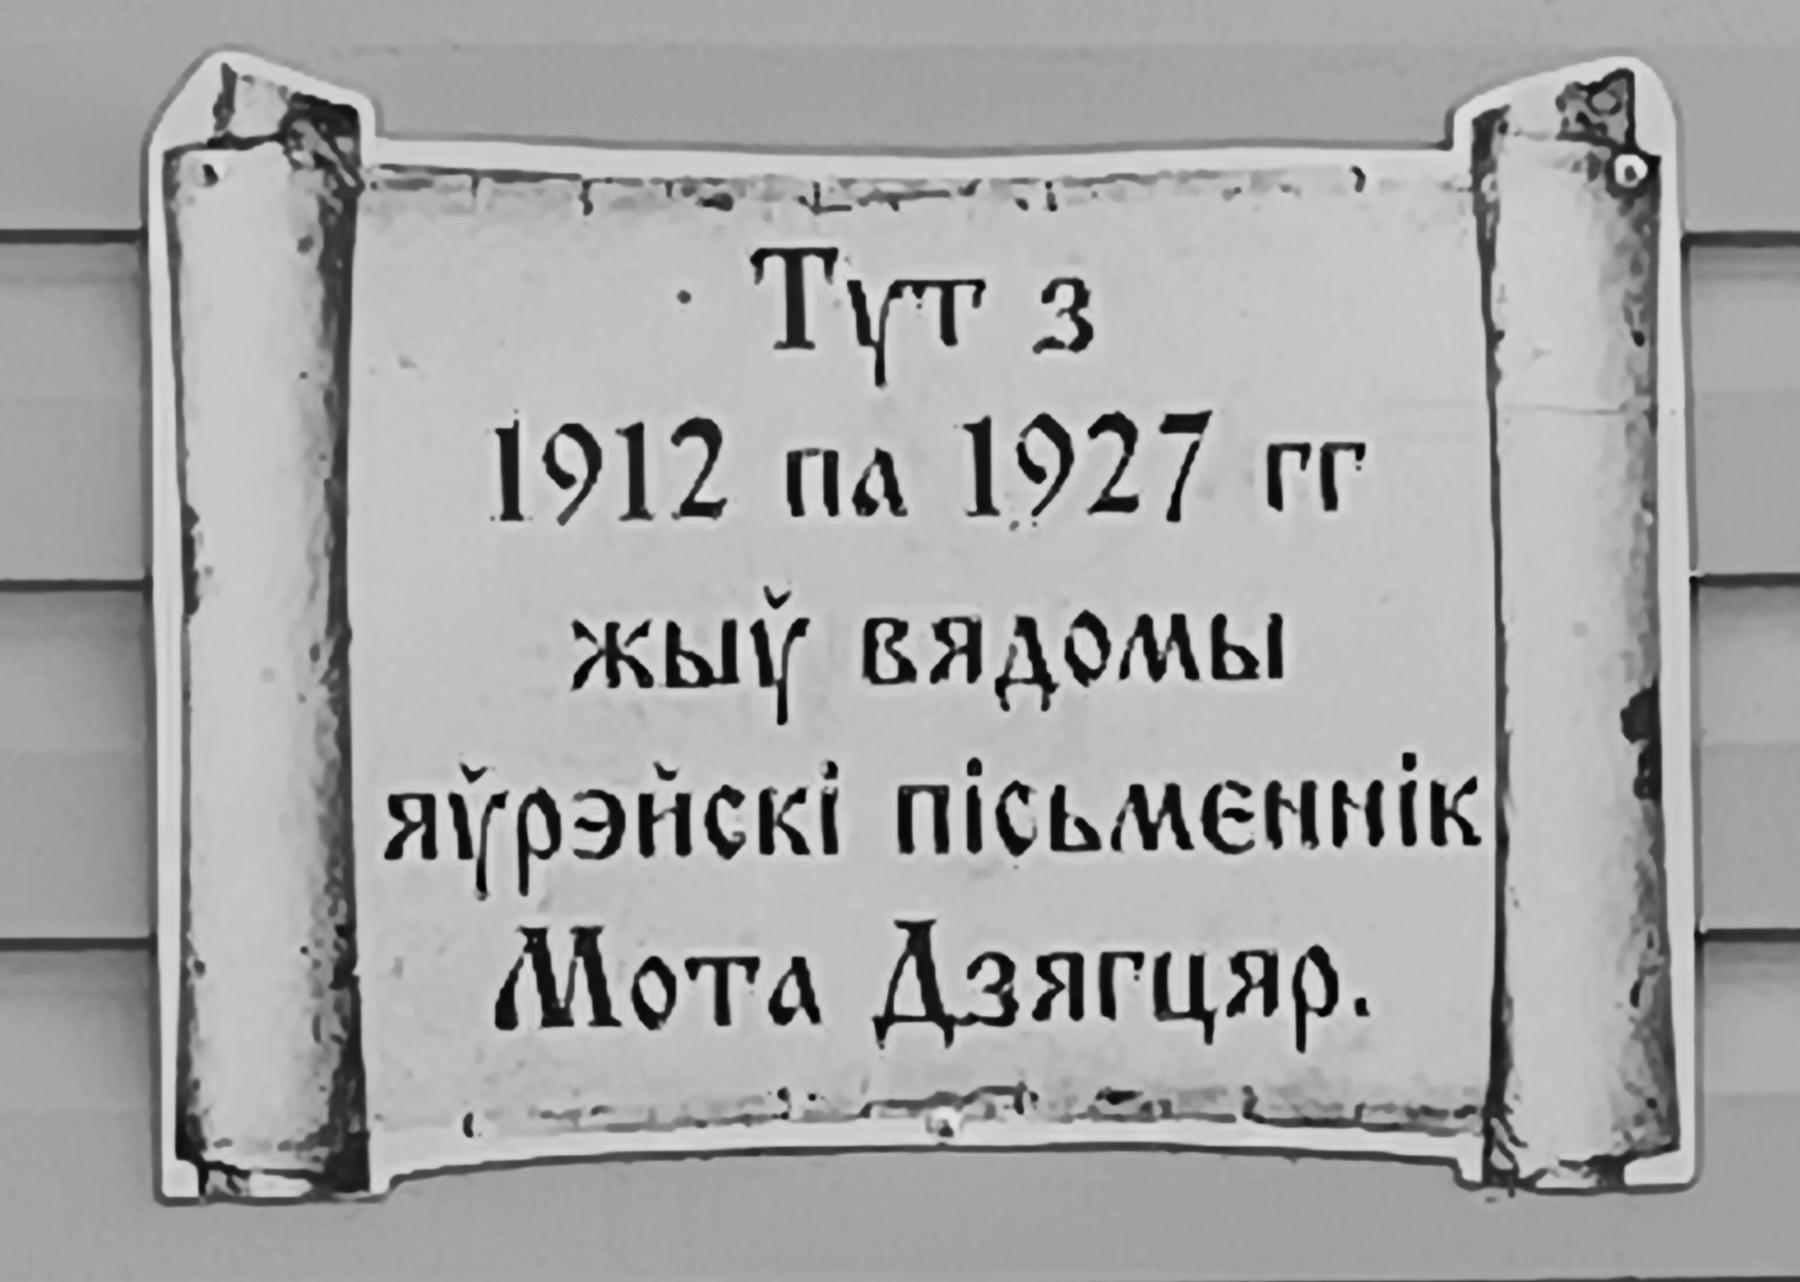 Тут з
1912 па 1927 гг
жыў вядомы
яўрэйскі пісьменнік
Мота Дзягцяр.